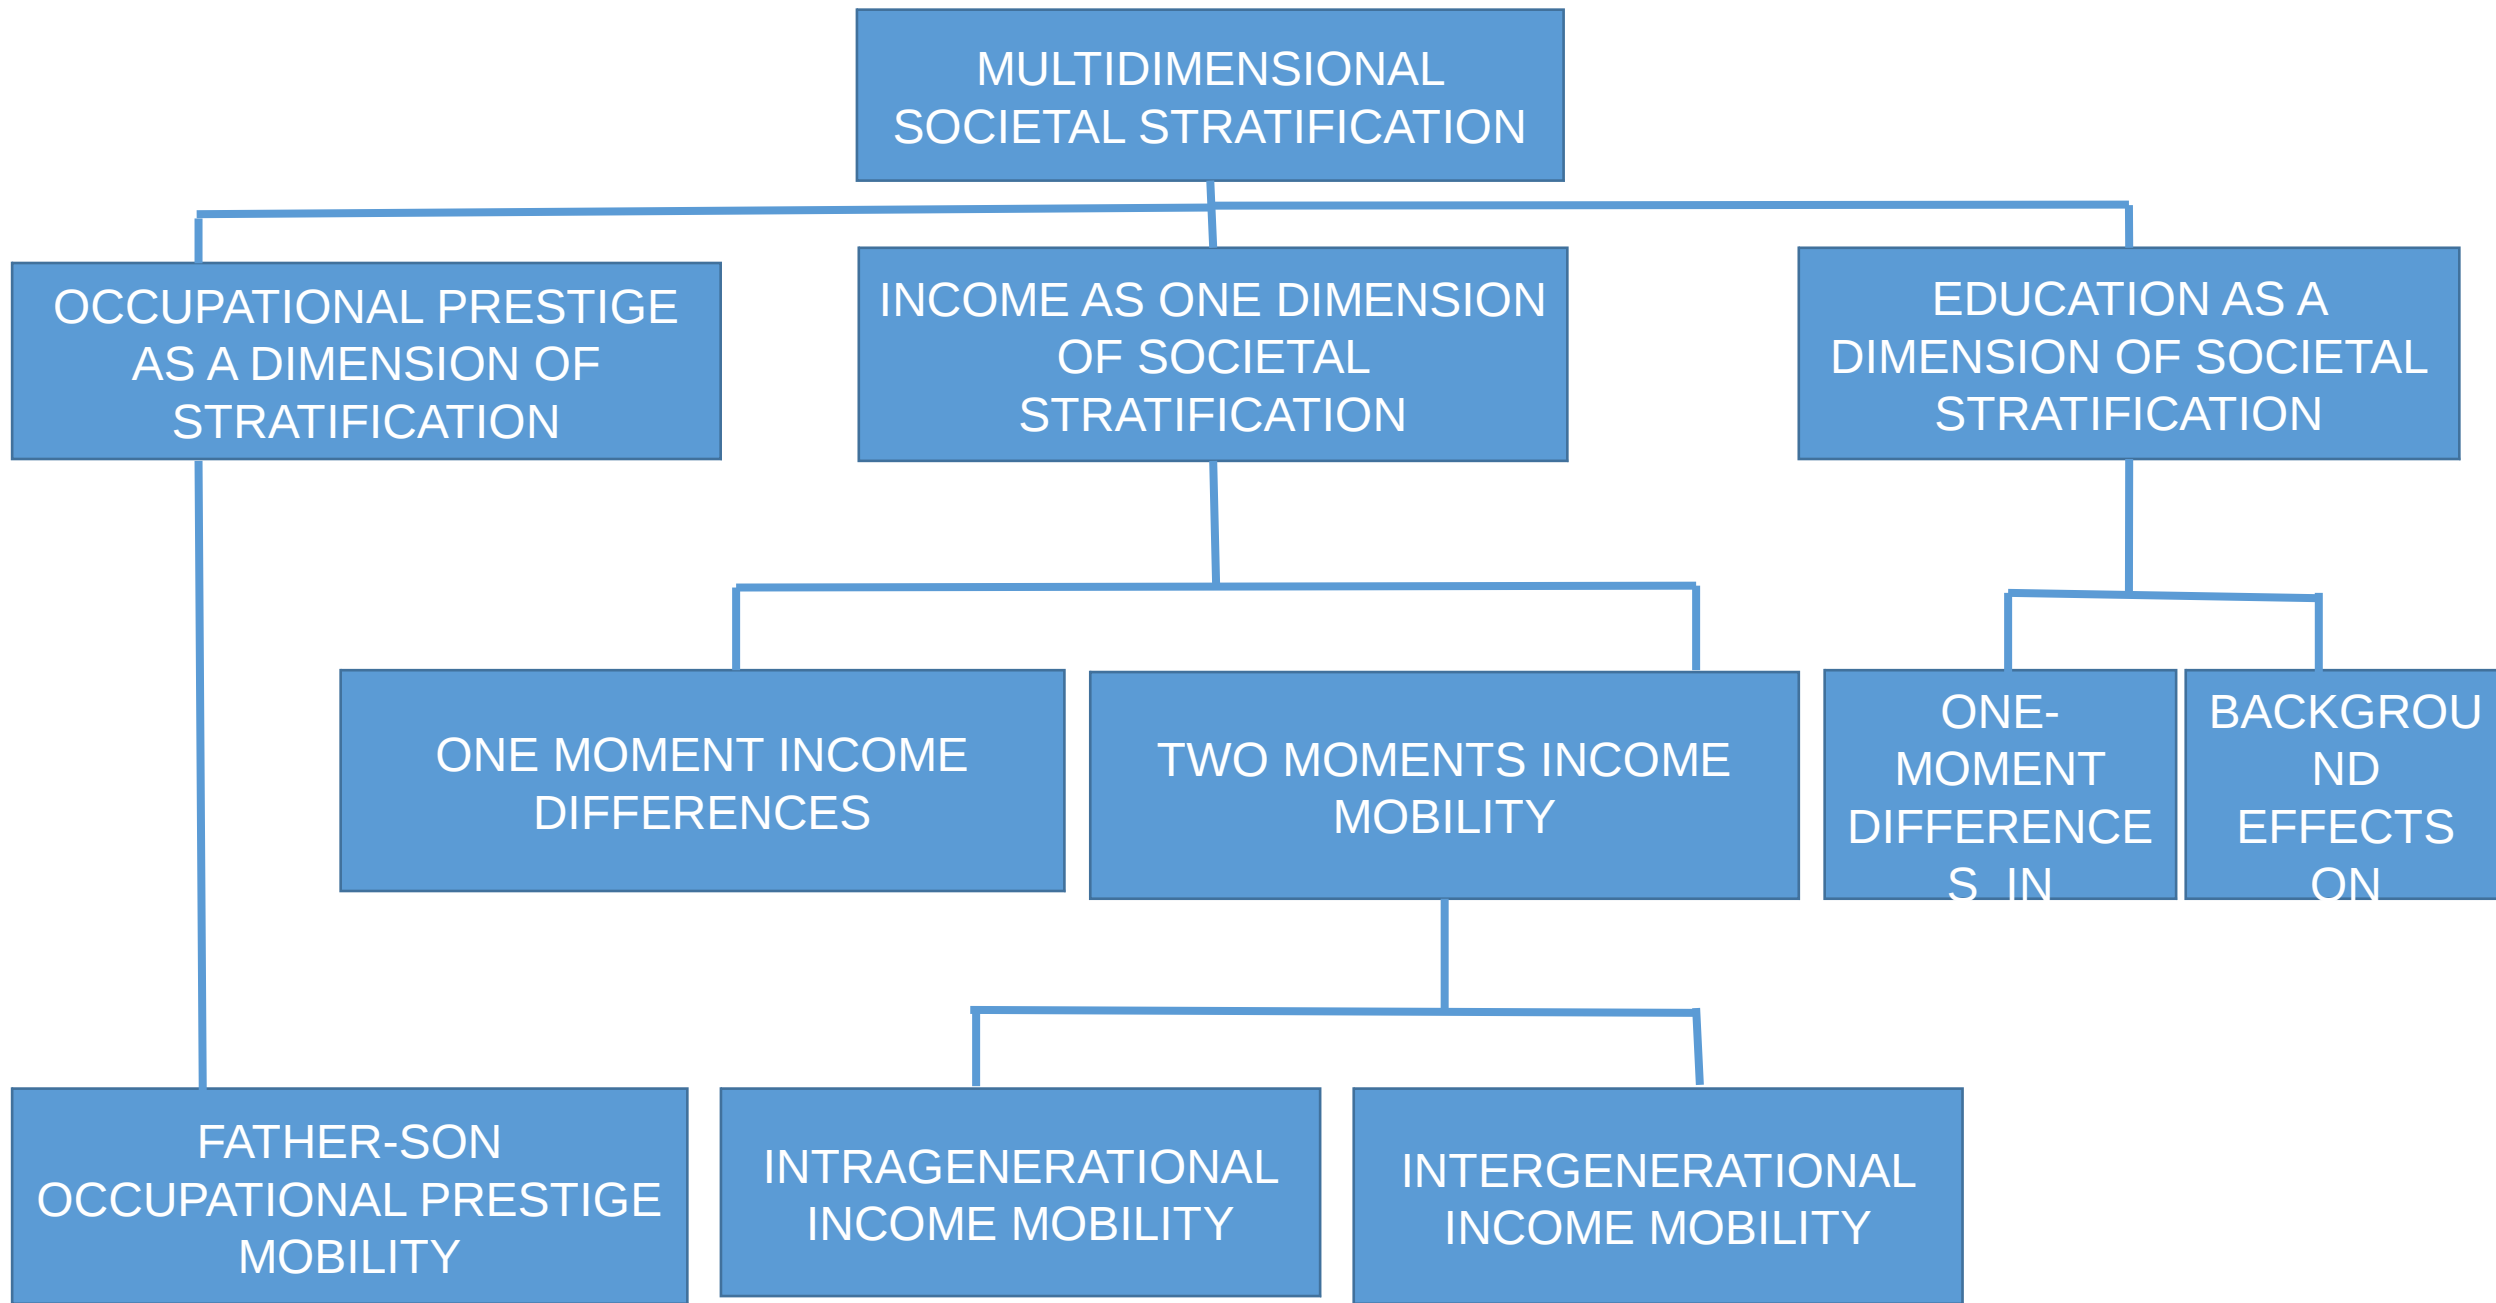 MULTIDIMENSIONAL
SOCIETAL STRATIFICATION
OCCUPATIONAL PRESTIGE
AS A DIMENSION OF
STRATIFICATION
INCOME AS ONE DIMENSION
OF SOCIETAL
STRATIFICATION
EDUCATION AS A
DIMENSION OF SOCIETAL
STRATIFICATION
ONE MOMENT INCOME
DIFFERENCES
TWO MOMENTS INCOME
MOBILITY
ONE-
MOMENT
DIFFERENCE
S IN
BACKGROU
ND
EFFECTS
ON
FATHER-SON
OCCUPATIONAL PRESTIGE
MOBILITY
INTRAGENERATIONAL
INCOME MOBILITY
INTERGENERATIONAL
INCOME MOBILITY